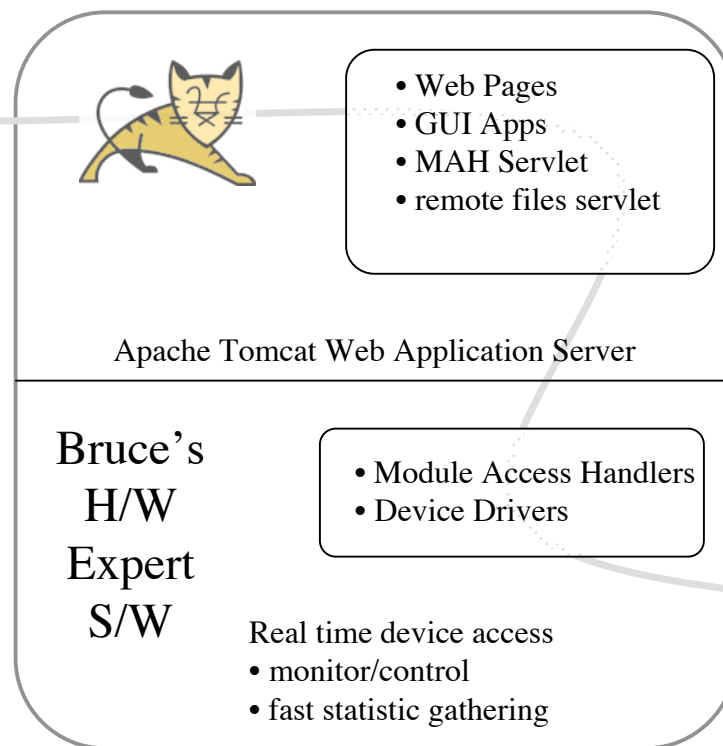 • Web Pages
• GUI Apps
• MAH Servlet
• remote files servlet
Apache Tomcat Web Application Server
Bruce’s
H/W
Expert
S/W
• Module Access Handlers
• Device Drivers
Real time device access
• monitor/control
• fast statistic gathering